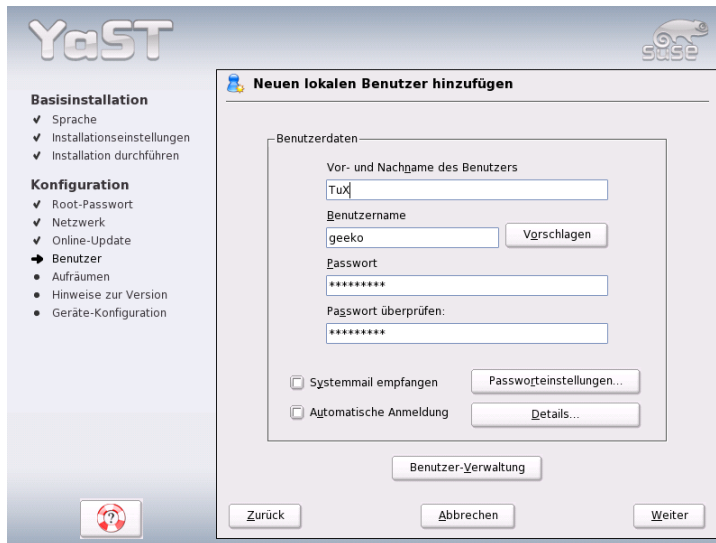 YaST
SUSE
Basisinstallation
Sprache
Installationseinstellungen
Installation durchführen
Konfiguration
Root-Passwort
Netzwerk
Online-Update
Benutzer
Aufräumen
Hinweise zur Version
Geräte-Konfiguration
Neuen lokalen Benutzer hinzufügen
Benutzerdaten
Vor- und Nachname des Benutzers
TuX
Benutzername
geeko
Vorschlagen
Passwort
*********
Passwort überprüfen:
*********
Systemmail empfangen
Passworteinstellungen...
Automatische Anmeldung
Details...
Benutzer-Verwaltung
Zurück
Abbrechen
Weiter